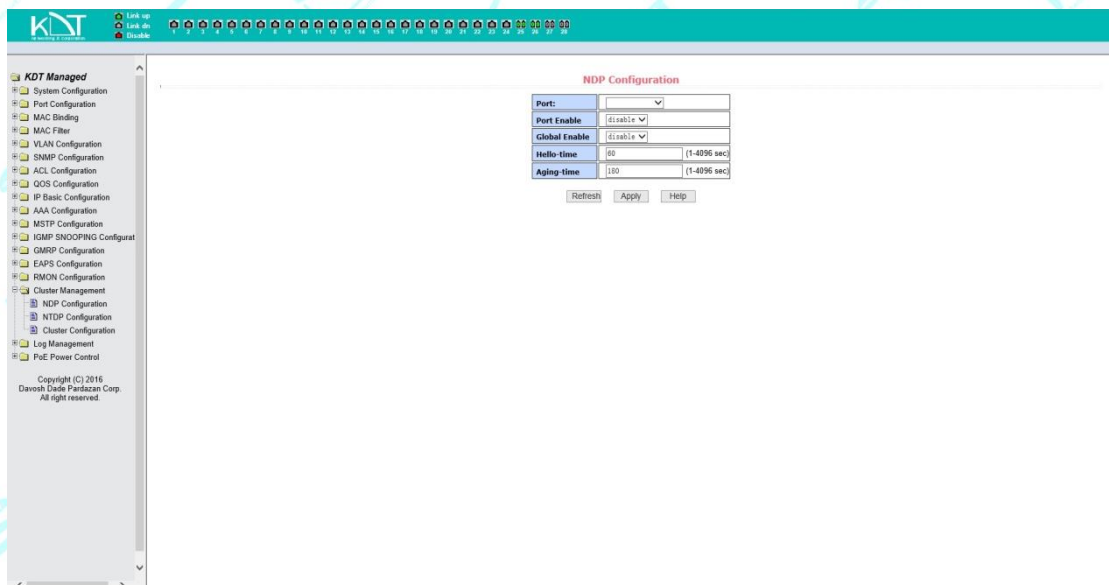 KDT
Link up
Link dn
Disable
1 2 3 4 5 6 7 8 9 10 11 12 13 14 15 16 17 18 19 20 21 22 23 24 25 26 27 28
KDT Managed
System Configuration
Port Configuration
MAC Binding
MAC Filter
VLAN Configuration
SNMP Configuration
ACL Configuration
QOS Configuration
IP Basic Configuration
AAA Configuration
MSTP Configuration
IGMP SNOOPING Configurat
GMRP Configuration
EAPS Configuration
RMON Configuration
Cluster Management
NDP Configuration
NTDP Configuration
Cluster Configuration
Log Management
PoE Power Control
Copyright (C) 2016
Davosh Dade Pardazan Corp.
All right reserved.
NDP Configuration
Port:
Port Enable disable
Global Enable disable
Hello-time 60 (1-4096 sec)
Aging-time 180 (1-4096 sec)
Refresh Apply Help